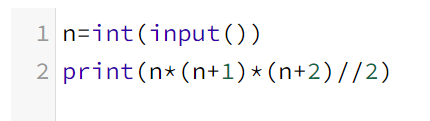 1 n=int(input())
2 print(n*(n+1)*(n+2)//2)